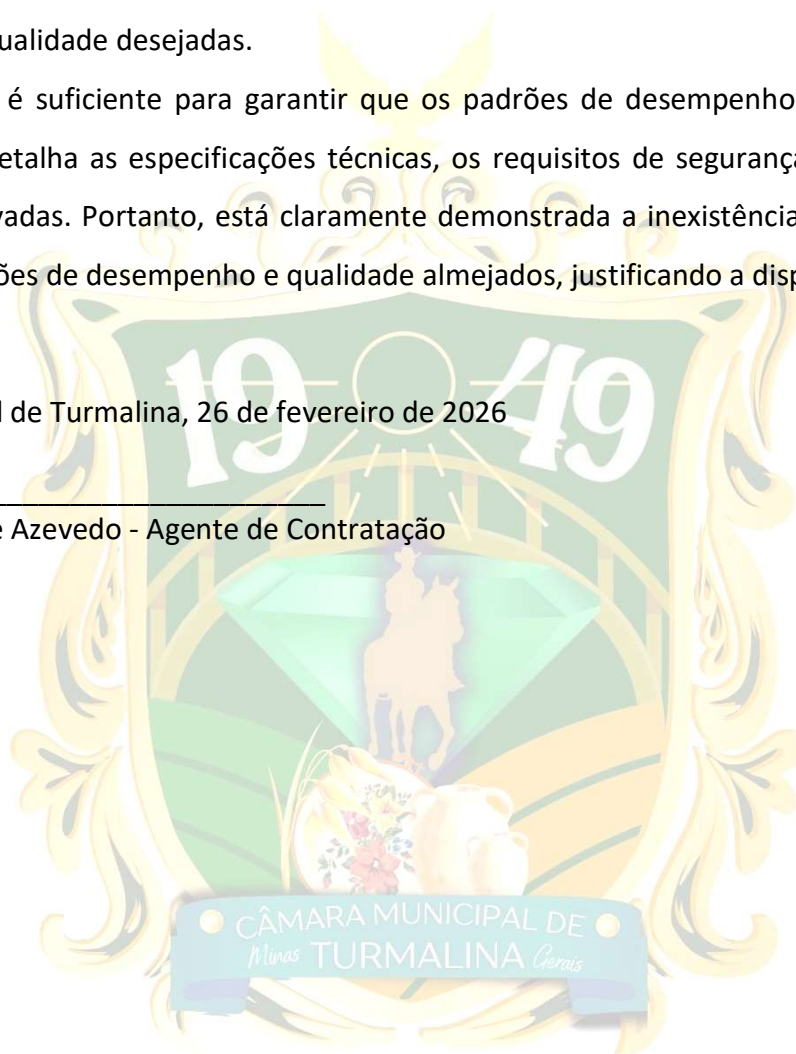 ualidade desejadas.
é suficiente para garantir que os padrões de desempenho
etalha as especificações técnicas, os requisitos de segurança
vadas. Portanto, está claramente demonstrada a inexistência
ões de desempenho e qualidade almejados, justificando a disp
l de Turmalina, 26 de fevereiro de 2026
______________________
e Azevedo - Agente de Contratação
19 49
CÂMARA MUNICIPAL DE
Minas TURMALINA Gerais